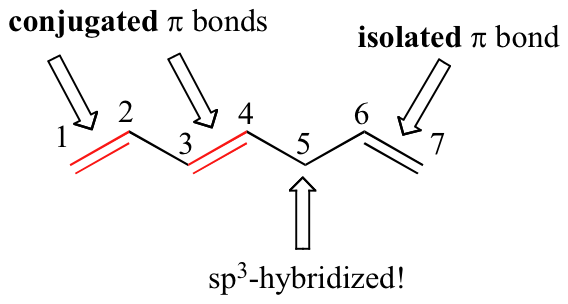 conjugated π bonds
isolated π bond
1
2
3
4
5
6
7
sp³-hybridized!